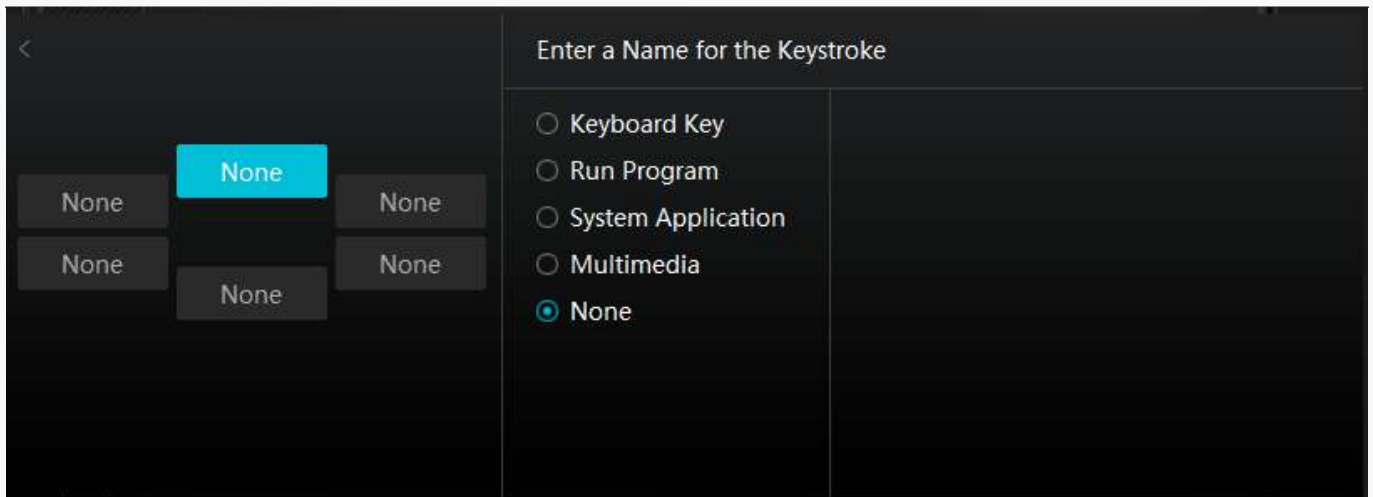 Enter a Name for the Keystroke
None
None
None
None
None
None
Keyboard Key
Run Program
System Application
Multimedia
None